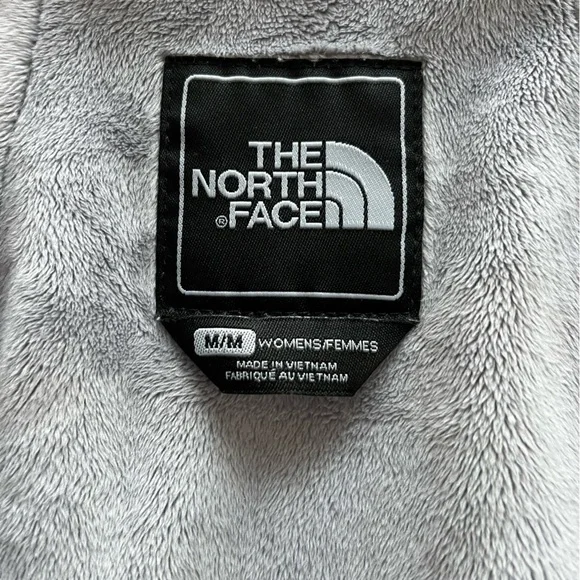 THE
NORTH
® FACE
M/M WOMENS/FEMMES
MADE IN VIETNAM
FABRIQUÉ AU VIETNAM